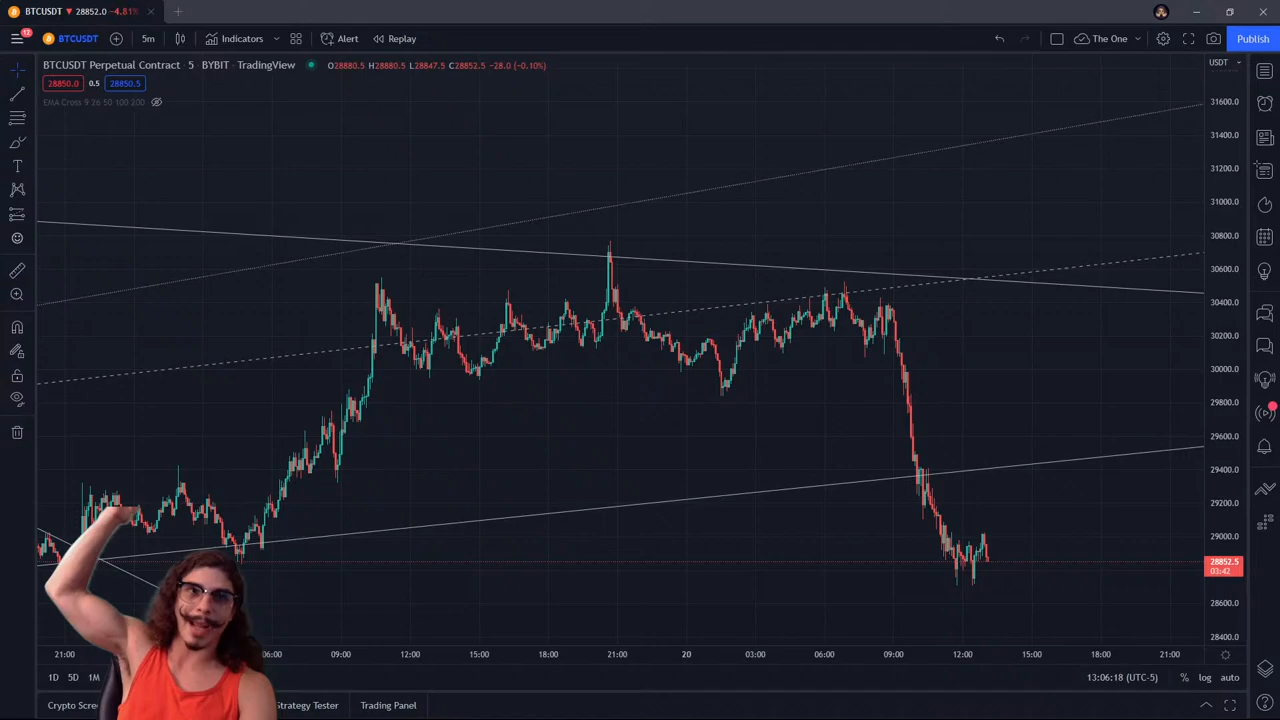 BTCUSDT ▼ 28852.0 −4.81%
12 BTCUSDT 5m Indicators Alert Replay The One Publish
BTCUSDT Perpetual Contract · 5 · BYBIT · TradingView O28880.5 H28880.5 L28847.5 C28852.5 −28.0 (−0.10%)
28850.0 0.5 28850.5
EMA Cross 9 26 50 100 200
USDT
31600.0
31400.0
31200.0
31000.0
30800.0
30600.0
30400.0
30200.0
30000.0
29800.0
29600.0
29400.0
29200.0
29000.0
28852.5
03:42
28600.0
28400.0
21:00 06:00 09:00 12:00 15:00 18:00 21:00 20 03:00 06:00 09:00 12:00 15:00 18:00 21:00
1D 5D 1M 13:06:18 (UTC-5) % log auto
Crypto Scre Strategy Tester Trading Panel